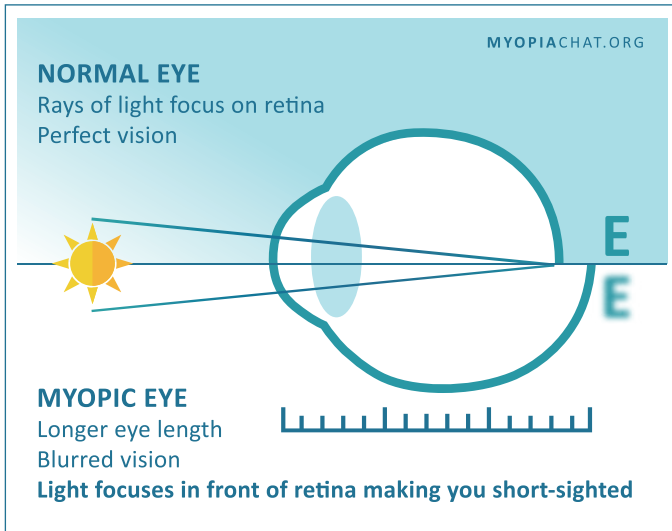 MYOPIACHAT.ORG
NORMAL EYE
Rays of light focus on retina
Perfect vision
E
E
MYOPIC EYE
Longer eye length
Blurred vision
Light focuses in front of retina making you short-sighted